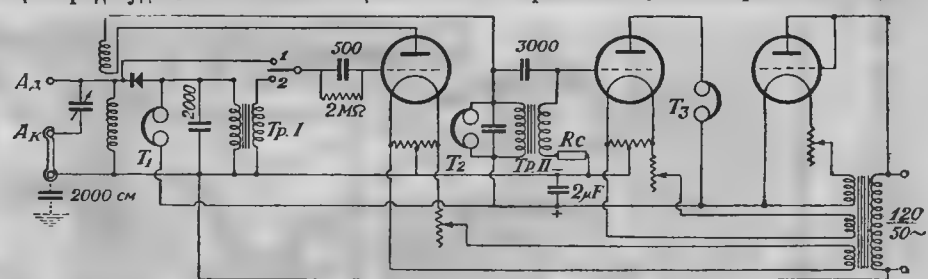 Aд
Aк
2000 см
T1
2000
Tp. I
1
2
500
2MΩ
T2
3000
Tp. II
Rc
2μF
+
T3
120
50~